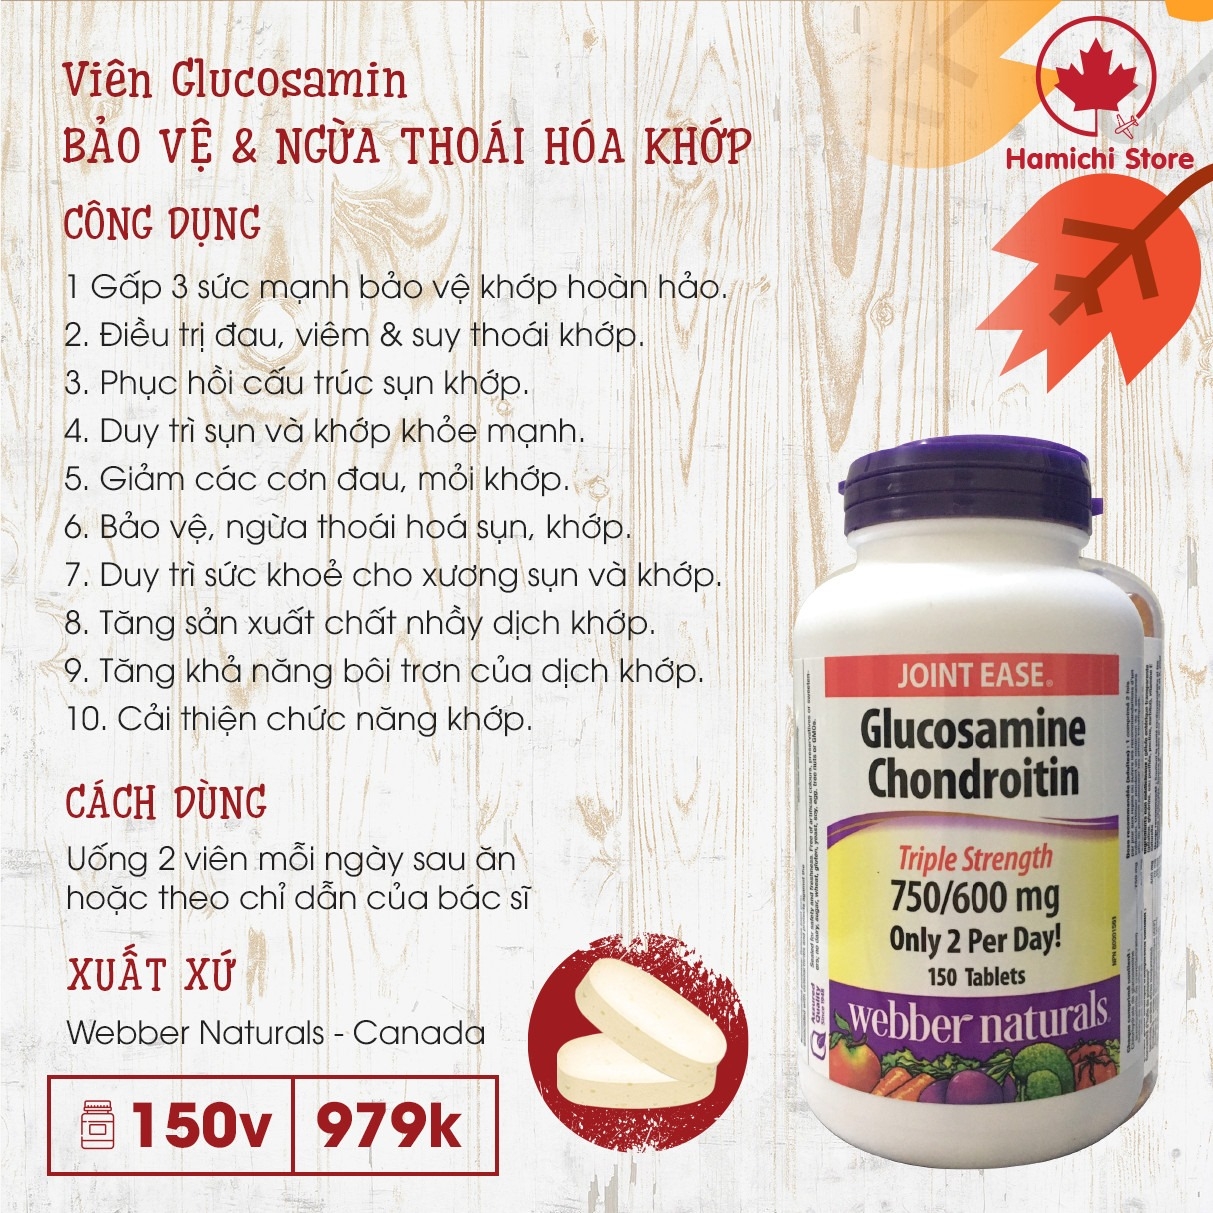 Viên Glucosamin
BẢO VỆ & NGỪA THOÁI HÓA KHỚP
Hamichi Store
CÔNG DỤNG
1 Gấp 3 sức mạnh bảo vệ khớp hoàn hảo.
2. Điều trị đau, viêm & suy thoái khớp.
3. Phục hồi cấu trúc sụn khớp.
4. Duy trì sụn và khớp khỏe mạnh.
5. Giảm các cơn đau, mỏi khớp.
6. Bảo vệ, ngừa thoái hoá sụn, khớp.
7. Duy trì sức khoẻ cho xương sụn và khớp.
8. Tăng sản xuất chất nhầy dịch khớp.
9. Tăng khả năng bôi trơn của dịch khớp.
10. Cải thiện chức năng khớp.
CÁCH DÙNG
Uống 2 viên mỗi ngày sau ăn
hoặc theo chỉ dẫn của bác sĩ
XUẤT XỨ
Webber Naturals - Canada
150v
979k
JOINT EASE®
Glucosamine
Chondroitin
Triple Strength
750/600 mg
Only 2 Per Day!
150 Tablets
webber naturals
Assured
Quality
Since 1946